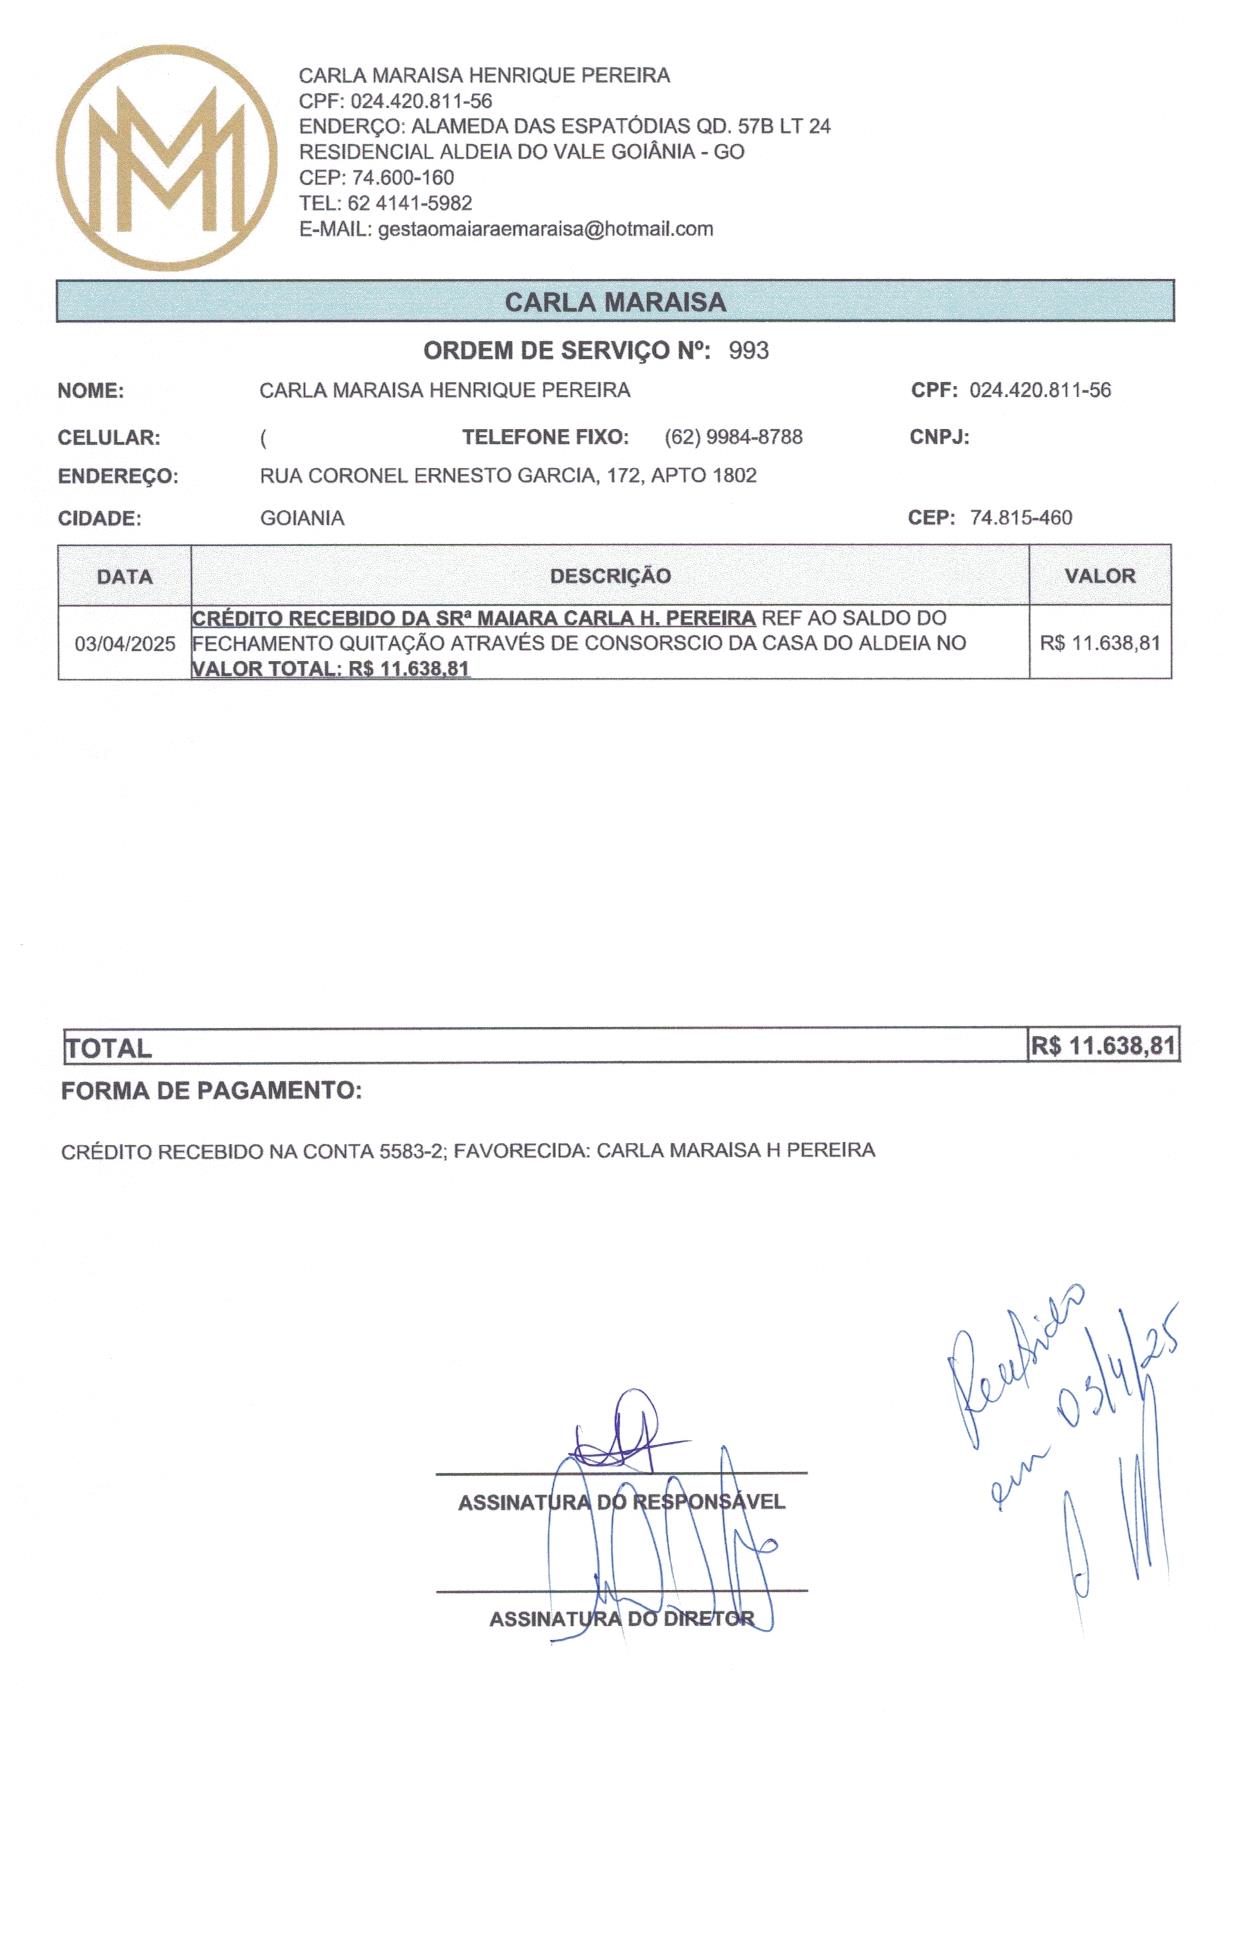 CARLA MARAISA HENRIQUE PEREIRA
CPF: 024.420.811-56
ENDERÇO: ALAMEDA DAS ESPATÓDIAS QD. 57B LT 24
RESIDENCIAL ALDEIA DO VALE GOIÂNIA - GO
CEP: 74.600-160
TEL: 62 4141-5982
E-MAIL: gestaomaiaraemaraisa@hotmail.com
CARLA MARAISA
ORDEM DE SERVIÇO Nº: 993
NOME: CARLA MARAISA HENRIQUE PEREIRA CPF: 024.420.811-56
CELULAR: ( TELEFONE FIXO: (62) 9984-8788 CNPJ:
ENDEREÇO: RUA CORONEL ERNESTO GARCIA, 172, APTO 1802
CIDADE: GOIANIA CEP: 74.815-460
DATA DESCRIÇÃO VALOR
CRÉDITO RECEBIDO DA SRª MAIARA CARLA H. PEREIRA REF AO SALDO DO
03/04/2025 FECHAMENTO QUITAÇÃO ATRAVÉS DE CONSORSCIO DA CASA DO ALDEIA NO R$ 11.638,81
VALOR TOTAL: R$ 11.638,81
TOTAL R$ 11.638,81
FORMA DE PAGAMENTO:
CRÉDITO RECEBIDO NA CONTA 5583-2; FAVORECIDA: CARLA MARAISA H PEREIRA
Recebido
em 03/4/25
ASSINATURA DO RESPONSÁVEL
ASSINATURA DO DIRETOR